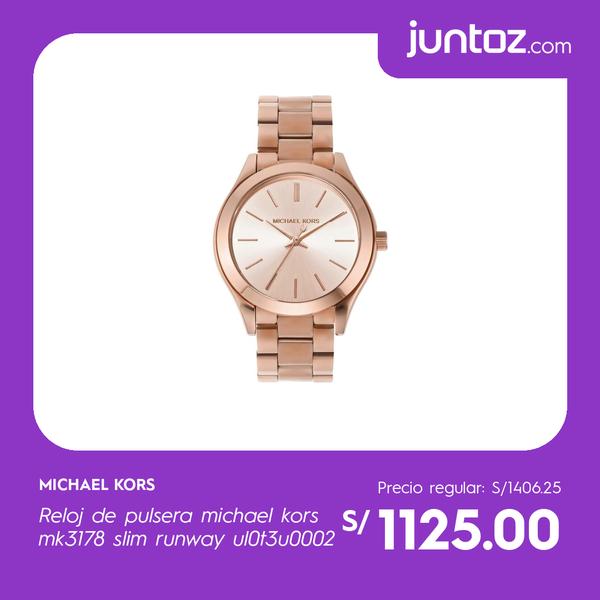 juntoz.com
MICHAEL KORS
MICHAEL KORS
Precio regular: S/1406.25
Reloj de pulsera michael kors
mk3178 slim runway ul0t3u0002
S/ 1125.00